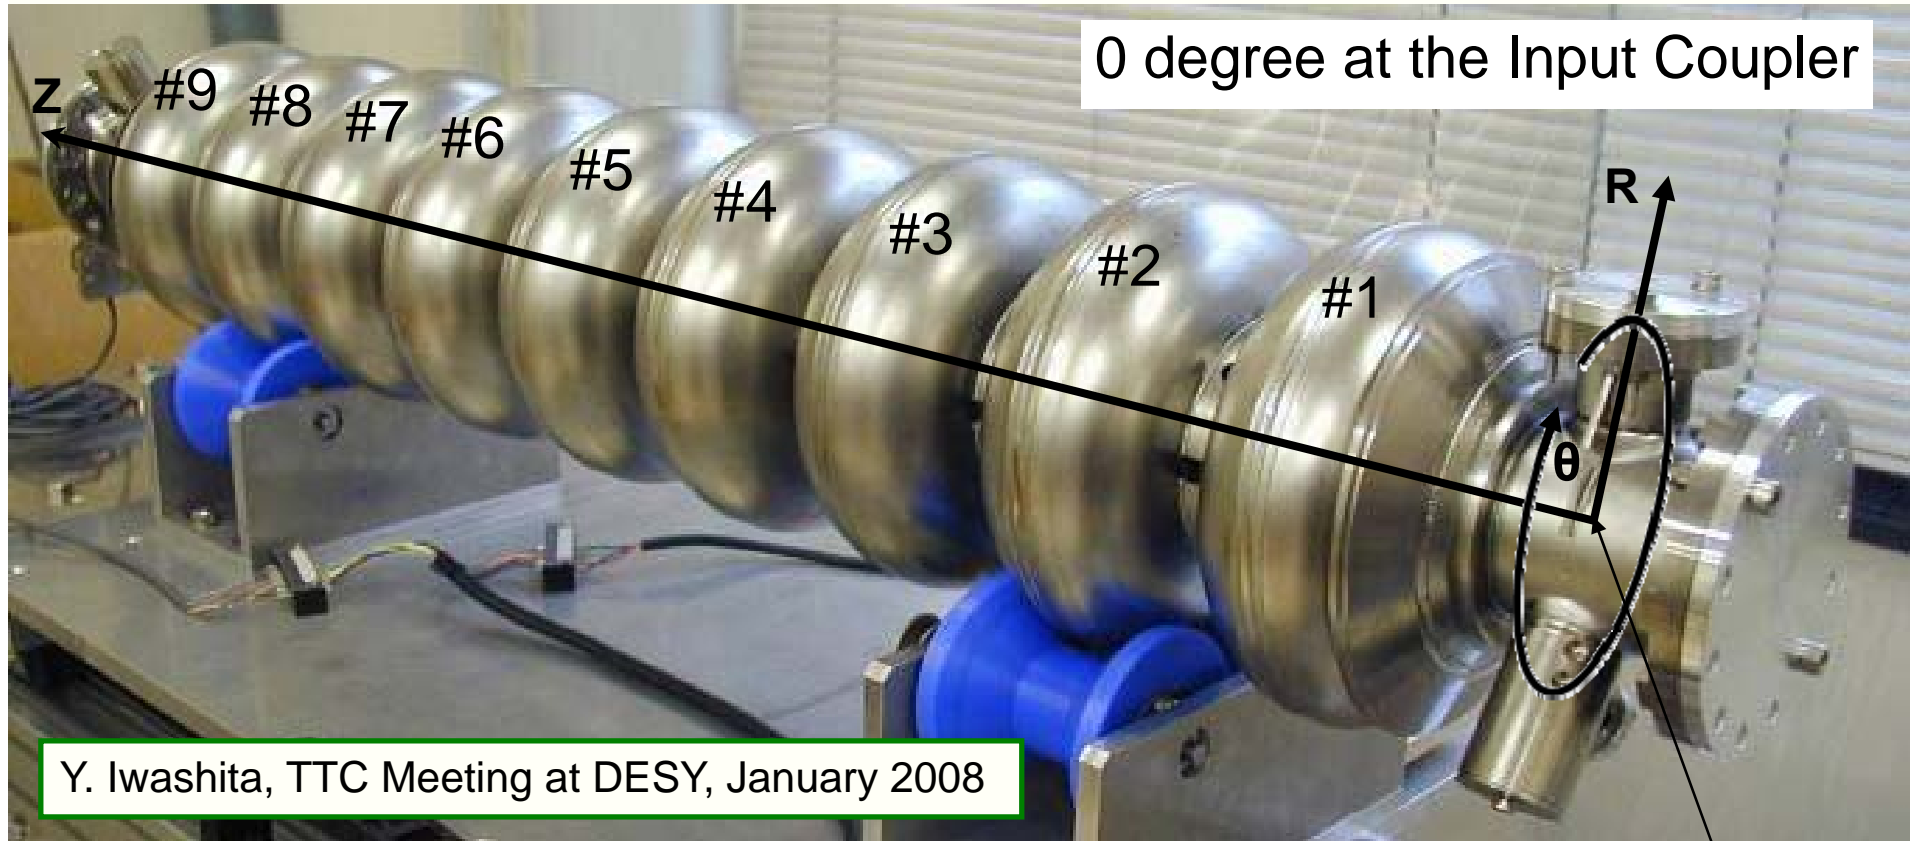 0 degree at the Input Coupler
Z
#9
#8
#7
#6
#5
#4
#3
#2
#1
R
θ
Y. Iwashita, TTC Meeting at DESY, January 2008